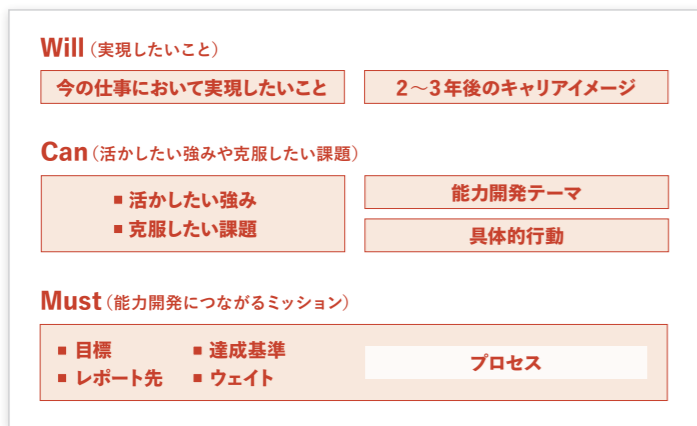 Will（実現したいこと）
今の仕事において実現したいこと
2〜3年後のキャリアイメージ
Can（活かしたい強みや克服したい課題）
■ 活かしたい強み
■ 克服したい課題
能力開発テーマ
具体的行動
Must（能力開発につながるミッション）
■ 目標 ■ 達成基準
■ レポート先 ■ ウェイト
プロセス